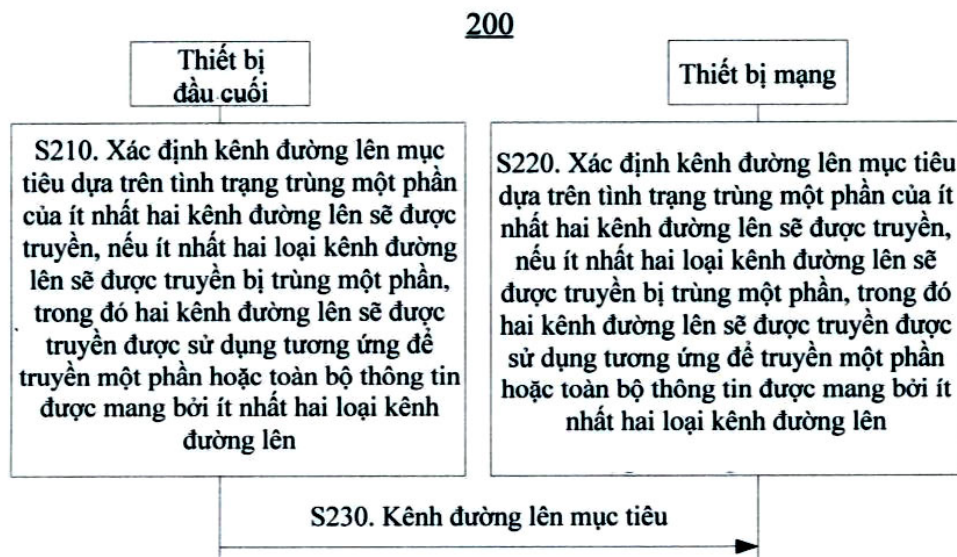 200
Thiết bị
đầu cuối
Thiết bị mạng
S210. Xác định kênh đường lên mục
tiêu dựa trên tình trạng trùng một phần
của ít nhất hai kênh đường lên sẽ được
truyền, nếu ít nhất hai loại kênh đường
lên sẽ được truyền bị trùng một phần,
trong đó hai kênh đường lên sẽ được
truyền được sử dụng tương ứng để
truyền một phần hoặc toàn bộ thông tin
được mang bởi ít nhất hai loại kênh
đường lên
S220. Xác định kênh đường lên mục tiêu
dựa trên tình trạng trùng một phần của ít
nhất hai kênh đường lên sẽ được truyền,
nếu ít nhất hai loại kênh đường lên sẽ
được truyền bị trùng một phần, trong đó
hai kênh đường lên sẽ được truyền được
sử dụng tương ứng để truyền một phần
hoặc toàn bộ thông tin được mang bởi ít
nhất hai loại kênh đường lên
S230. Kênh đường lên mục tiêu